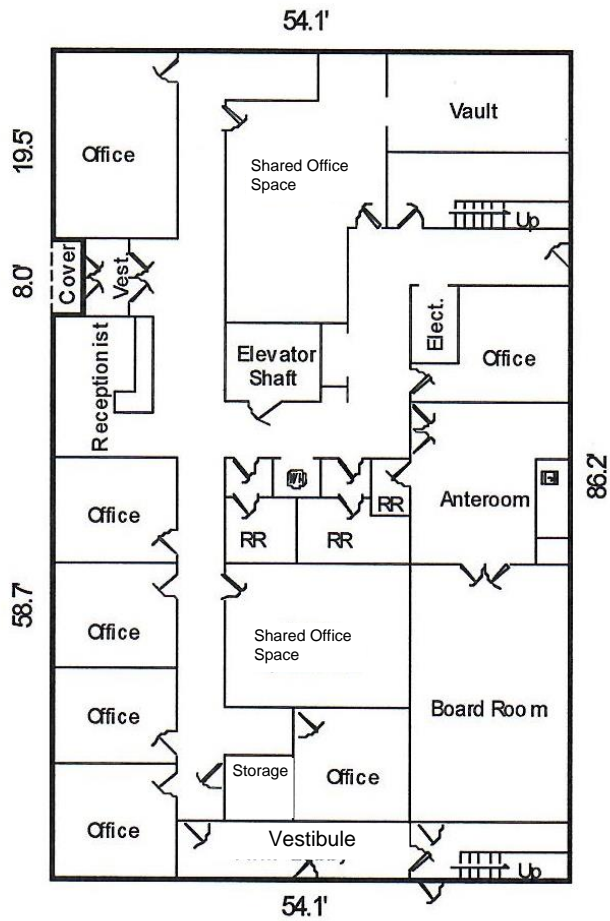 54.1'
19.5'
Office
Shared Office
Space
Vault
Up
8.0'
Cover
Vest.
Receptionist
Elevator
Shaft
Elect.
Office
86.2'
Office
WH
RR
RR
RR
Anteroom
58.7'
Office
Shared Office
Space
Office
Board Room
Storage
Office
Office
Vestibule
Up
54.1'